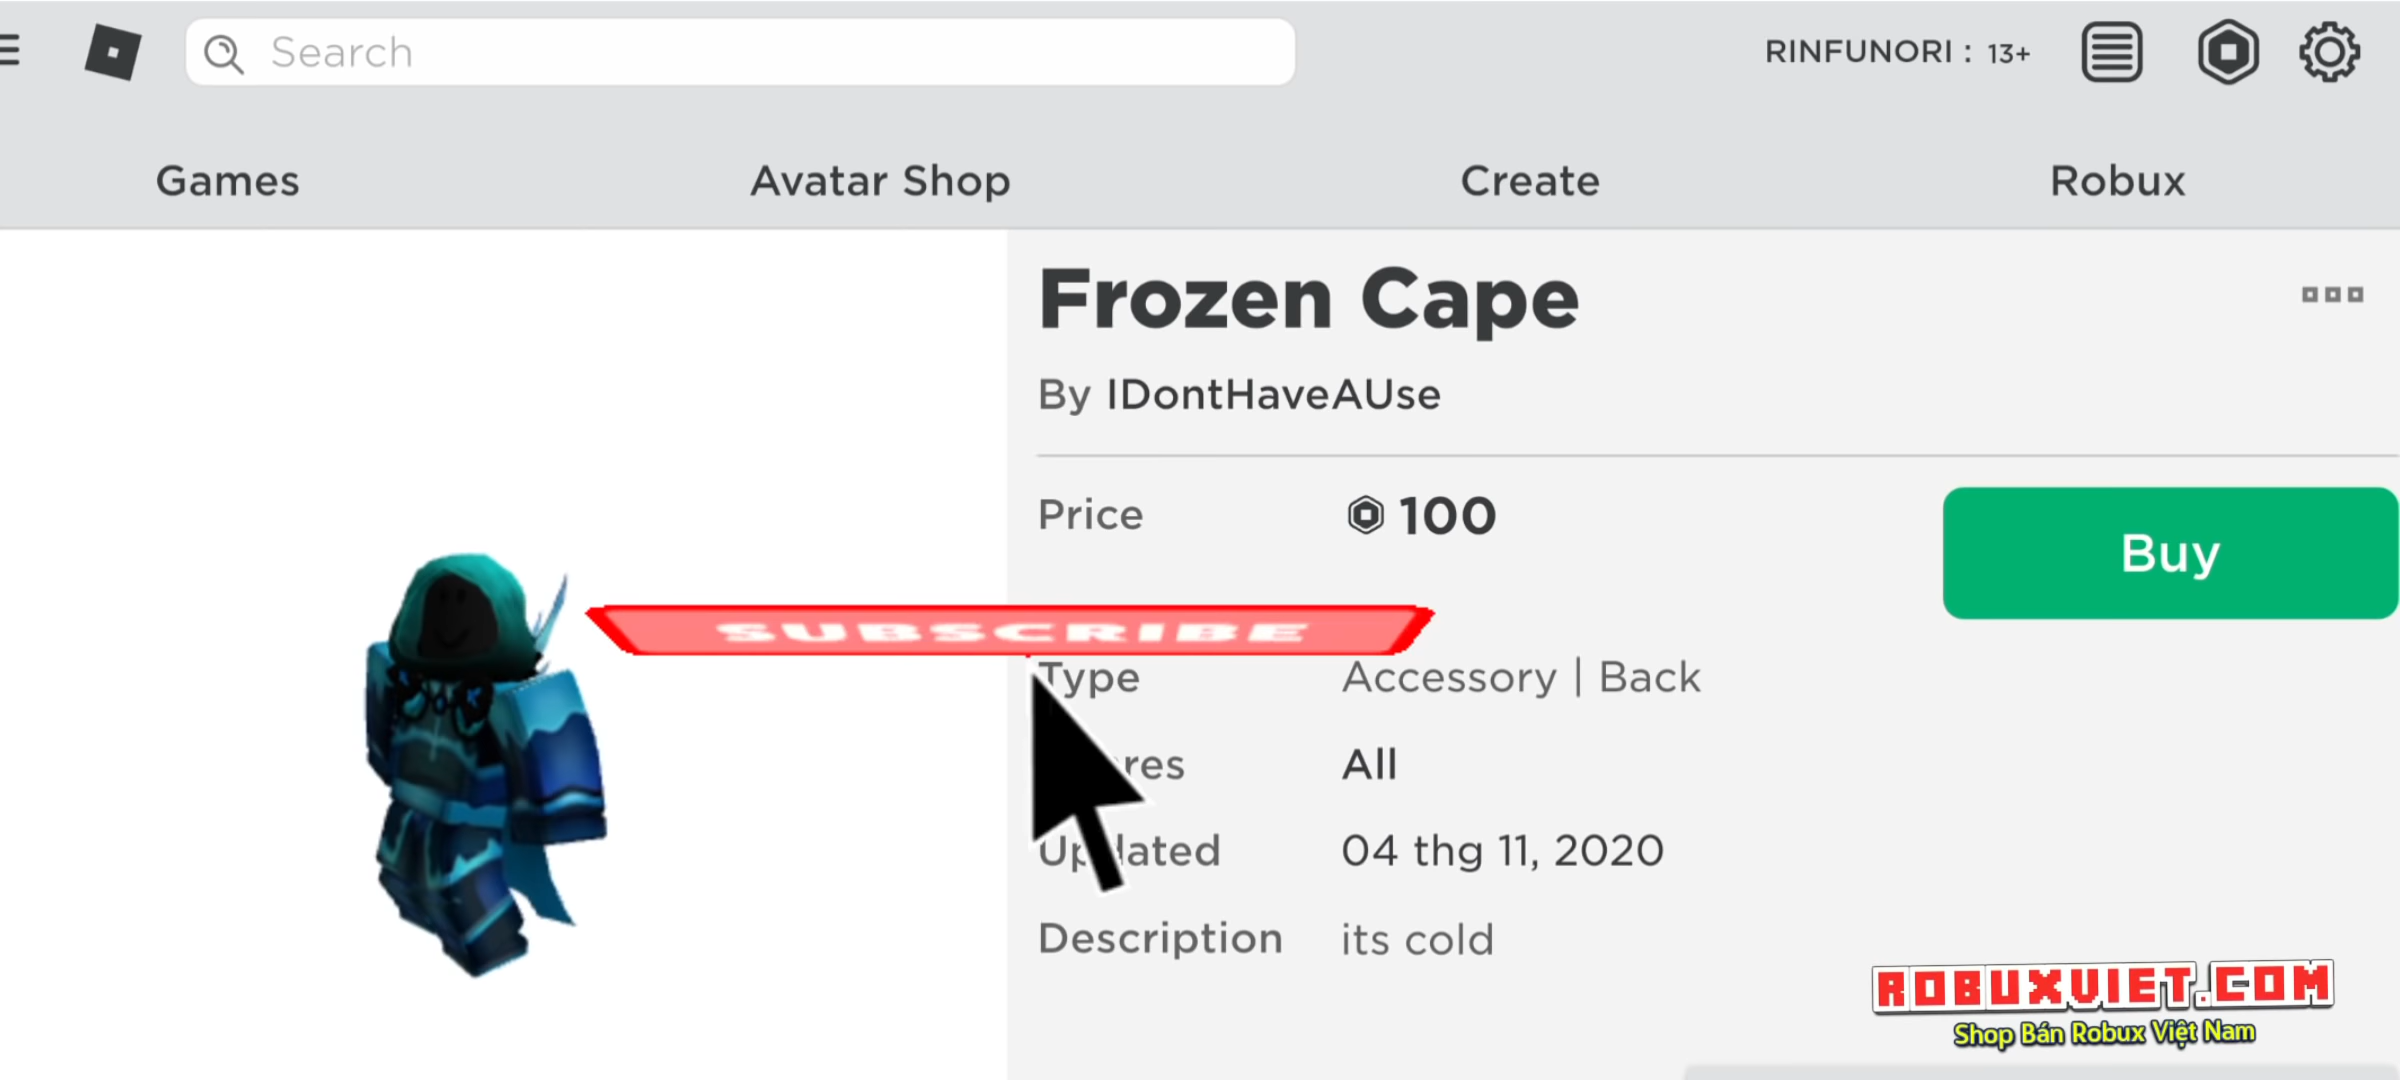 Search
RINFUNORI : 13+
Games Avatar Shop Create Robux
Frozen Cape
By IDontHaveAUse
Price 100
Buy
SUBSCRIBE
Type Accessory | Back
All
Updated 04 thg 11, 2020
Description its cold
ROBUXVIET.COM
Shop Bán Robux Việt Nam